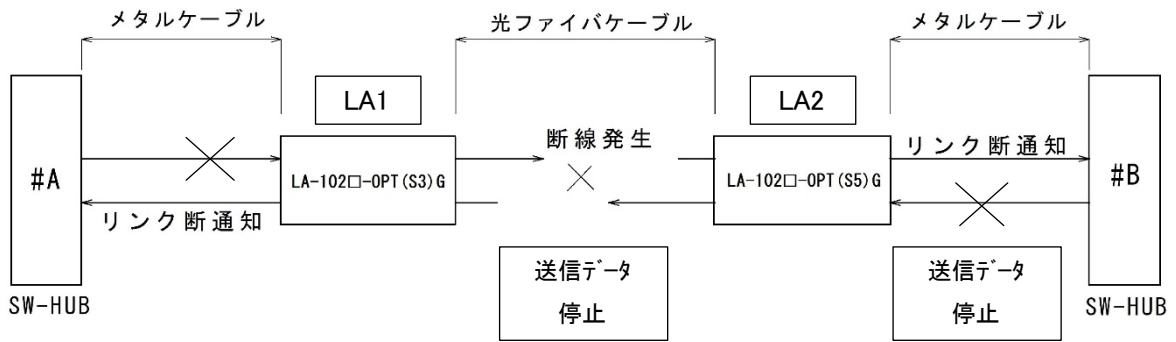 メタルケーブル
光ファイバケーブル
メタルケーブル
LA1
LA2
断線発生
リンク断通知
#A
LA-102□-OPT(S3)G
LA-102□-OPT(S5)G
#B
リンク断通知
送信ﾃﾞｰﾀ
停止
送信ﾃﾞｰﾀ
停止
SW-HUB
SW-HUB